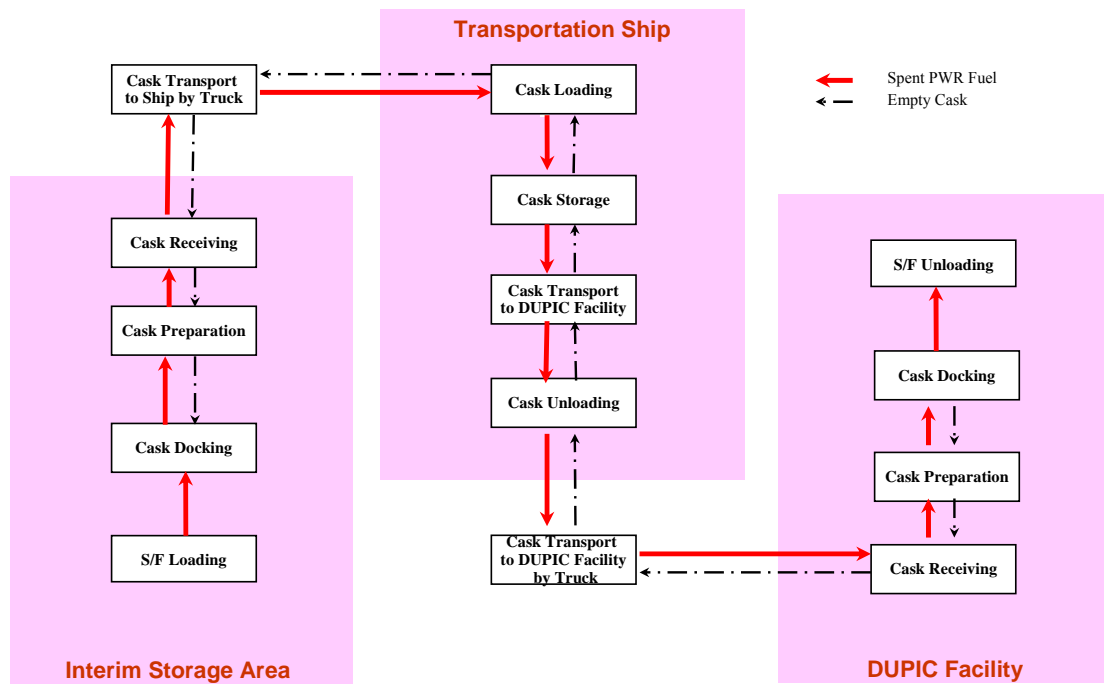 Transportation Ship
Cask Transport
to Ship by Truck
Cask Loading
Spent PWR Fuel
Empty Cask
Cask Storage
Cask Receiving
S/F Unloading
Cask Transport
to DUPIC Facility
Cask Preparation
Cask Docking
Cask Unloading
Cask Docking
Cask Preparation
S/F Loading
Cask Transport
to DUPIC Facility
by Truck
Cask Receiving
Interim Storage Area
DUPIC Facility